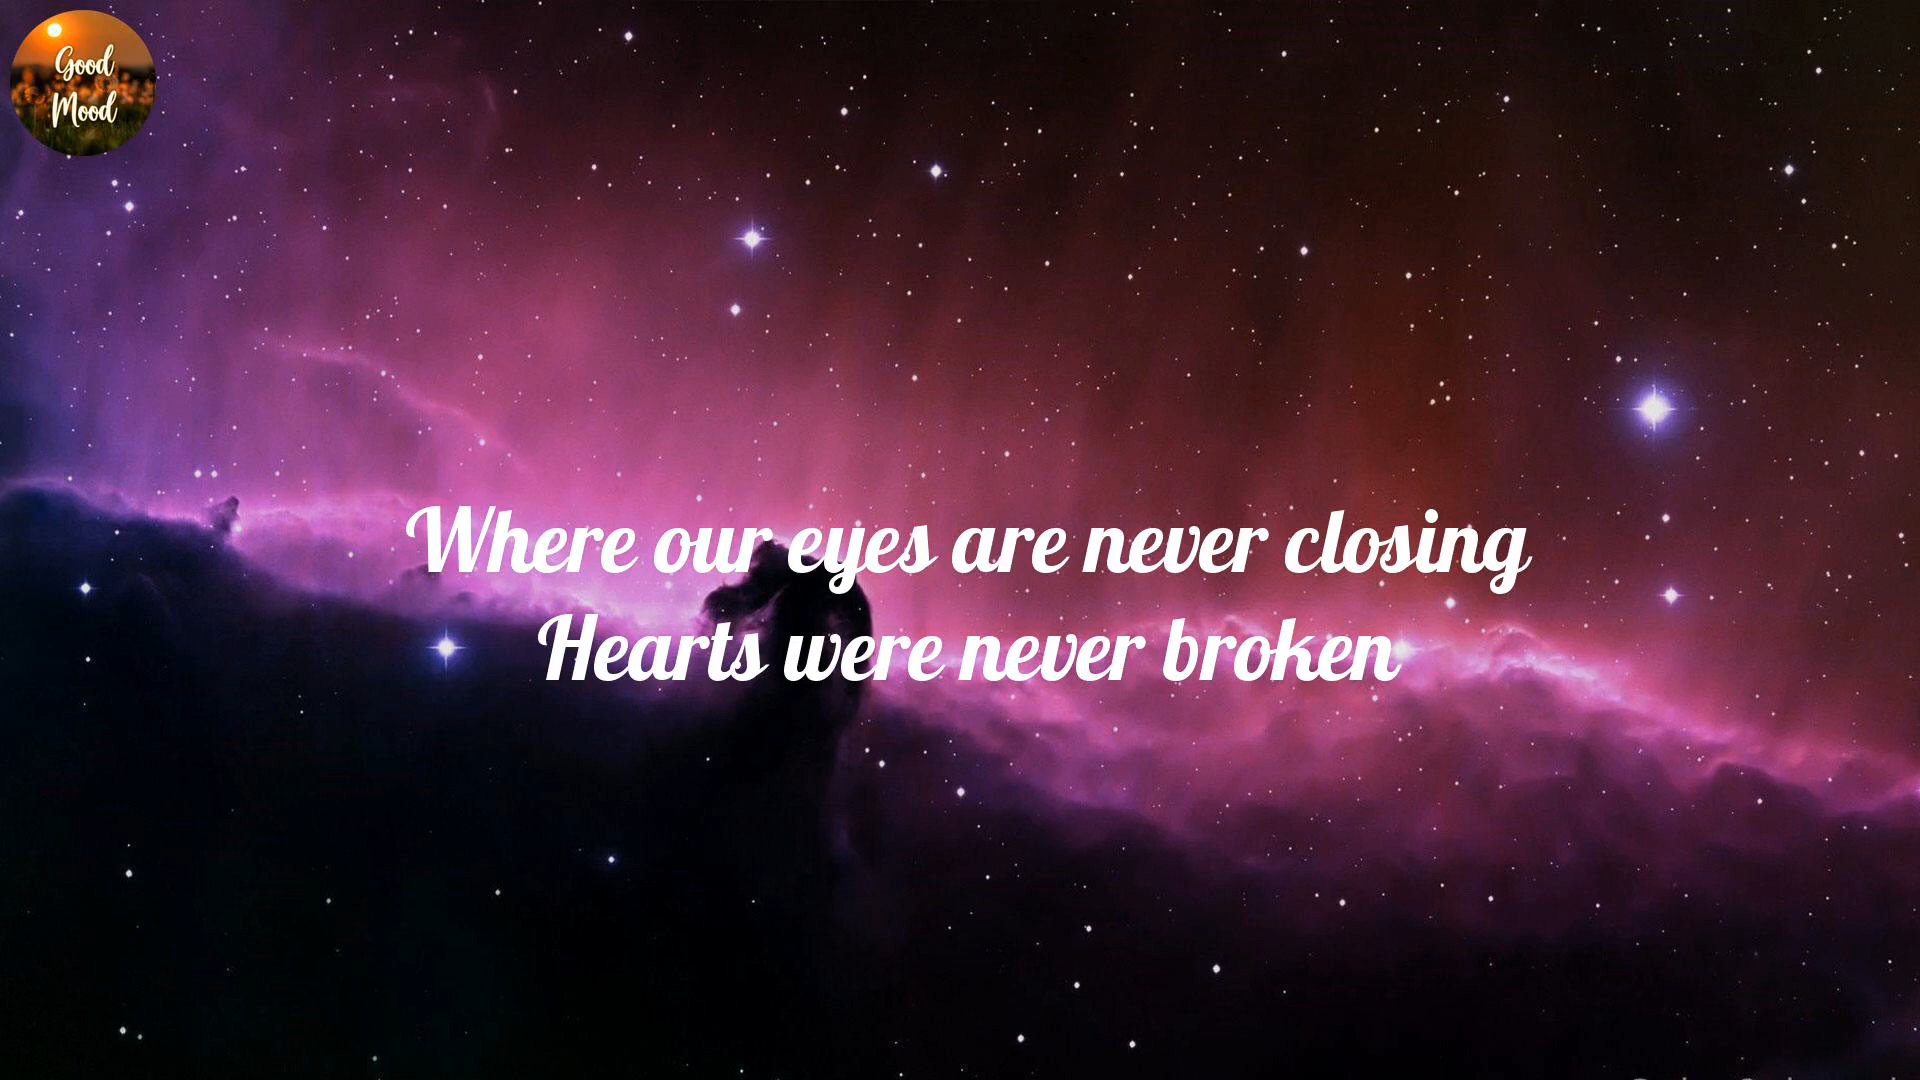 Good
Mood
Where our eyes are never closing
Hearts were never broken